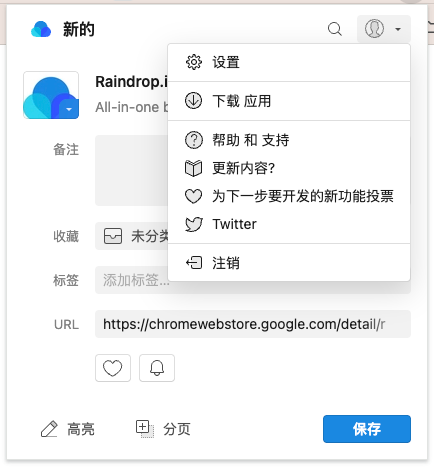 新的
Raindrop.i
All-in-one b
设置
下载 应用
帮助 和 支持
更新内容?
为下一步要开发的新功能投票
Twitter
注销
备注
收藏
未分类
标签
添加标签...
URL
https://chromewebstore.google.com/detail/r
高亮
分页
保存